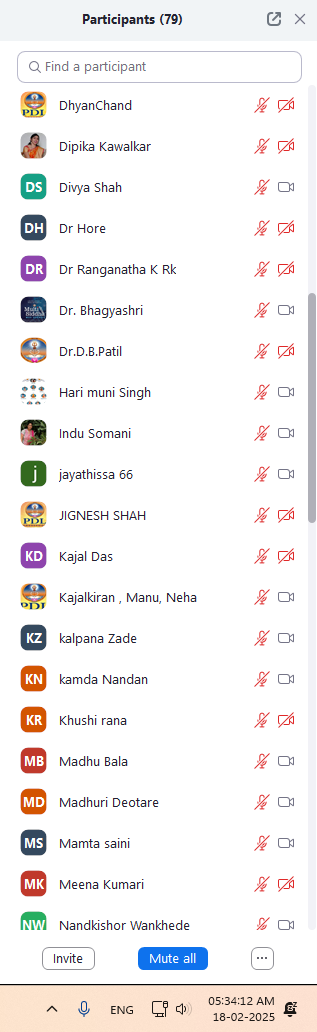 Participants (79)
Find a participant
PDL DhyanChand
Dipika Kawalkar
DS Divya Shah
DH Dr Hore
DR Dr Ranganatha K Rk
Dr. Bhagyashri
Dr.D.B.Patil
Hari muni Singh
Indu Somani
j jayathissa 66
PDL JIGNESH SHAH
KD Kajal Das
PDL Kajalkiran , Manu, Neha
KZ kalpana Zade
KN kamda Nandan
KR Khushi rana
MB Madhu Bala
MD Madhuri Deotare
MS Mamta saini
MK Meena Kumari
NW Nandkishor Wankhede
Invite Mute all ...
ENG 05:34:12 AM
18-02-2025